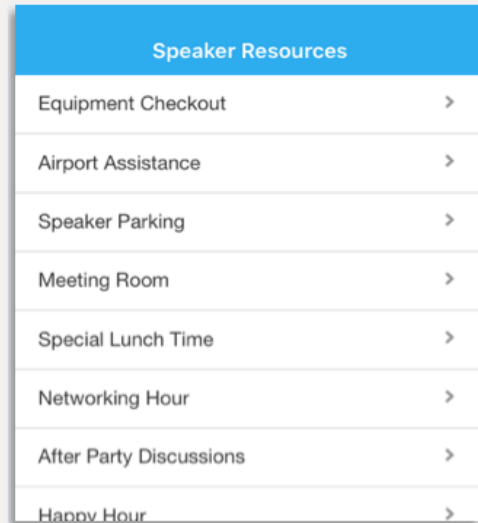 Speaker Resources
Equipment Checkout
Airport Assistance
Speaker Parking
Meeting Room
Special Lunch Time
Networking Hour
After Party Discussions
Happy Hour